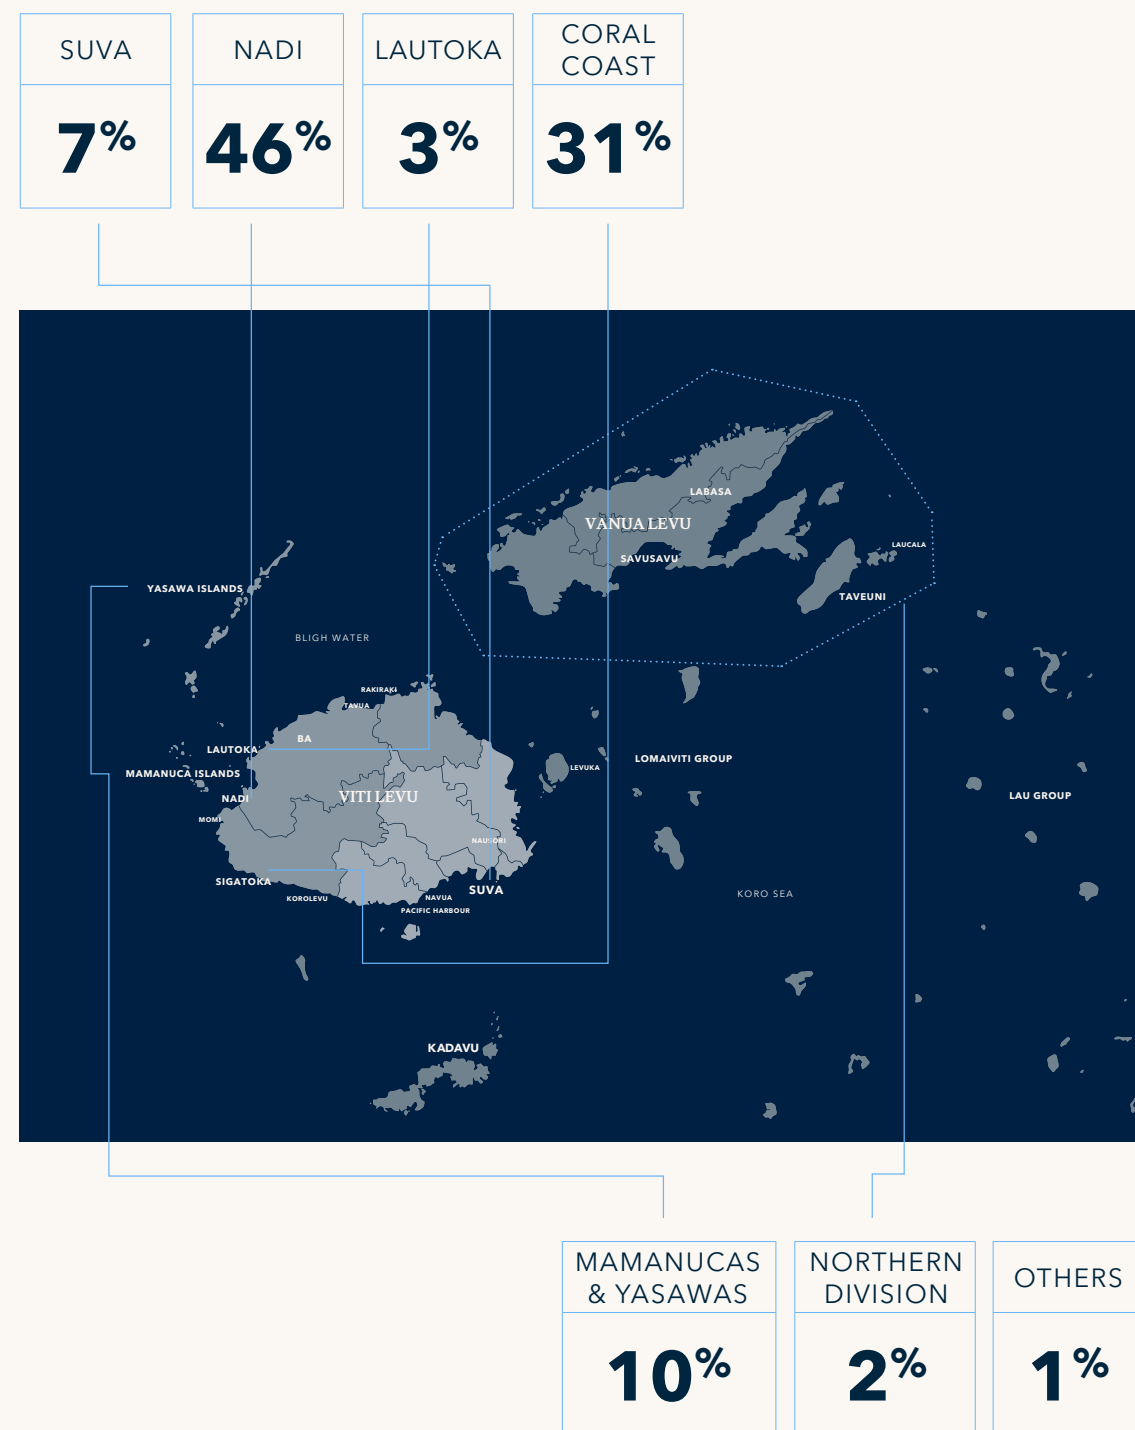 SUVA
7%
NADI
46%
LAUTOKA
3%
CORAL
COAST
31%
LABASA
VANUA LEVU
LAUCALA
SAVUSAVU
YASAWA ISLANDS
TAVEUNI
BLIGH WATER
RAKIRAKI
TAVUA
BA
LAUTOKA
LOMAIVITI GROUP
LEVUKA
MAMANUCA ISLANDS
NADI
VITI LEVU
LAU GROUP
MOMI
NAUSORI
SIGATOKA
SUVA
KOROLEVU
NAVUA
KORO SEA
PACIFIC HARBOUR
KADAVU
MAMANUCAS
& YASAWAS
10%
NORTHERN
DIVISION
2%
OTHERS
1%